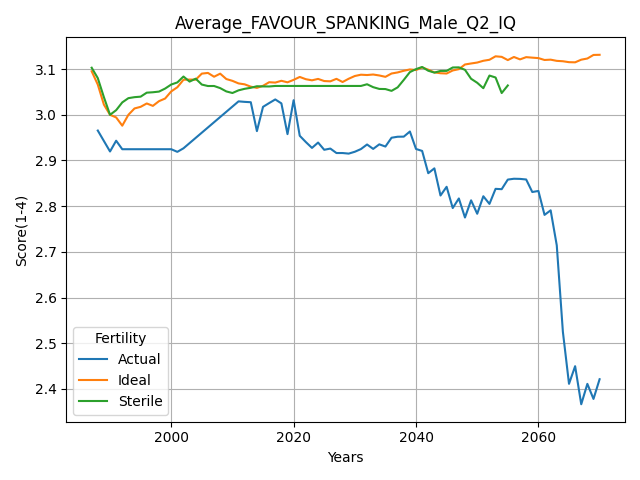 Average_FAVOUR_SPANKING_Male_Q2_IQ
3.1
3.0
2.9
2.8
2.7
2.6
2.5
2.4
Score(1-4)
Fertility
Actual
Ideal
Sterile
2000
2020
2040
2060
Years